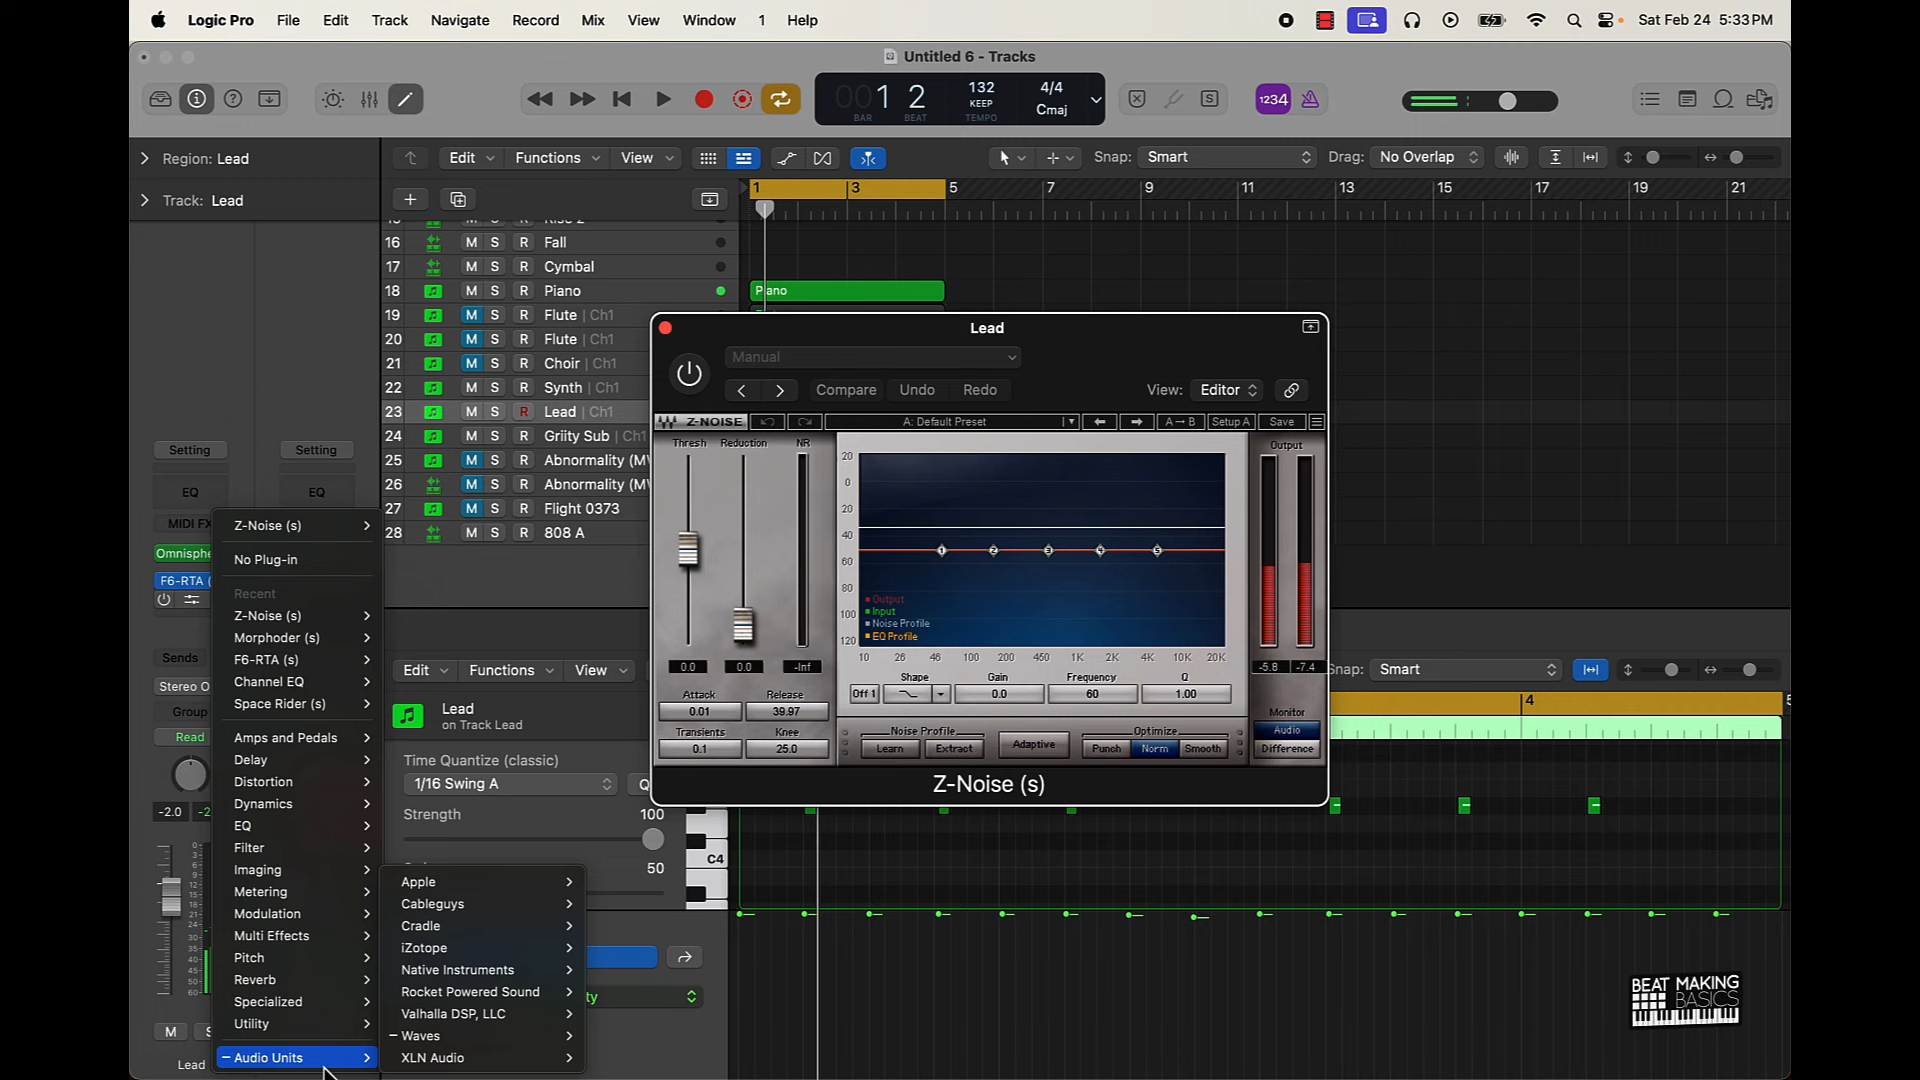 Logic Pro File Edit Track Navigate Record Mix View Window 1 Help Sat Feb 24 5:33 PM
Untitled 6 - Tracks
001 2 132 4/4
KEEP Cmaj
BAR BEAT TEMPO
1234
Region: Lead
Edit Functions View Snap: Smart Drag: No Overlap
Track: Lead
1 3 5 7 9 11 13 15 17 19 21
16 M S R Fall
17 M S R Cymbal
18 M S R Piano
Piano
19 M S R Flute | Ch1
20 M S R Flute | Ch1
21 M S R Choir | Ch1
22 M S R Synth | Ch1
23 M S R Lead | Ch1
24 M S R Griity Sub | Ch1
25 M S R Abnormality (M
26 M S R Abnormality (M
27 M S R Flight 0373
28 M S R 808 A
Lead
Manual
Compare Undo Redo View: Editor
Z-NOISE A: Default Preset A→B Setup A Save
Thresh Reduction NR Output
20
0
20
40
60
80
100
120
Output
Input
Noise Profile
EQ Profile
10 26 46 100 200 450 1K 2K 4K 10K 20K
0.0 0.0 -Inf -5.8 -7.4
Shape Gain Frequency Q
Off 1 0.0 60 1.00
Attack Release
0.01 39.97
Monitor
Audio
Difference
Transients Knee
0.1 25.0
Noise Profile Optimize
Learn Extract Adaptive Punch Norm Smooth
Z-Noise (s)
Setting Setting
EQ EQ
MIDI FX
Omnisphe
F6-RTA (
Sends
Stereo O
Group
Read
-2.0 -2
M S
Lead
Z-Noise (s)
No Plug-in
Recent
Z-Noise (s)
Morphoder (s)
F6-RTA (s)
Channel EQ
Space Rider (s)
Amps and Pedals
Delay
Distortion
Dynamics
EQ
Filter
Imaging
Metering
Modulation
Multi Effects
Pitch
Reverb
Specialized
Utility
Audio Units
Apple
Cableguys
Cradle
iZotope
Native Instruments
Rocket Powered Sound
Valhalla DSP, LLC
Waves
XLN Audio
Edit Functions View nap: Smart
Lead
on Track Lead
4
Time Quantize (classic)
1/16 Swing A Q
Strength 100
50
C4
ty
BEAT MAKING
BASICS